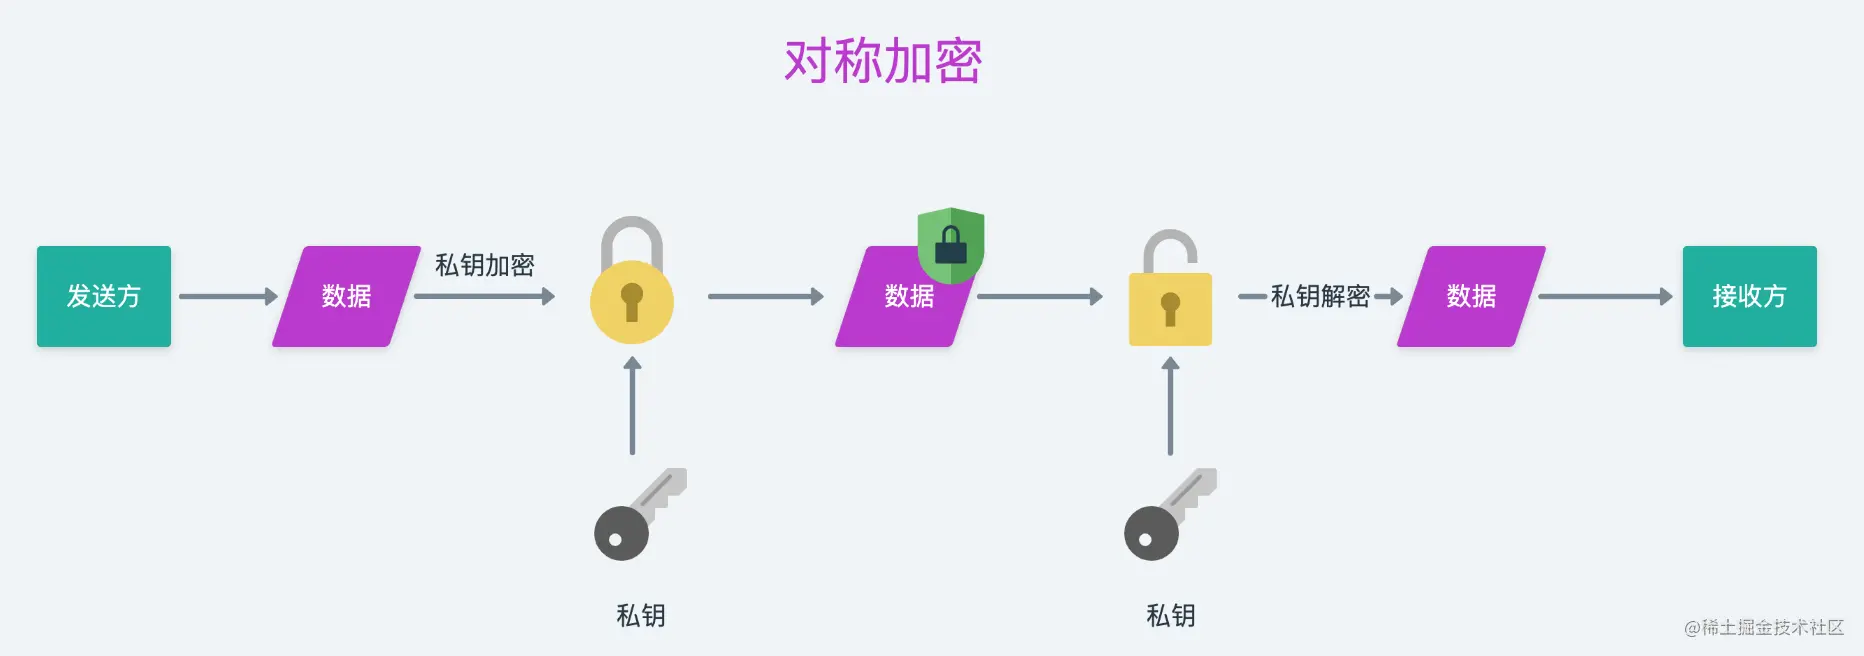 对称加密
发送方
数据
私钥加密
数据
私钥解密
数据
接收方
私钥
私钥
@稀土掘金技术社区